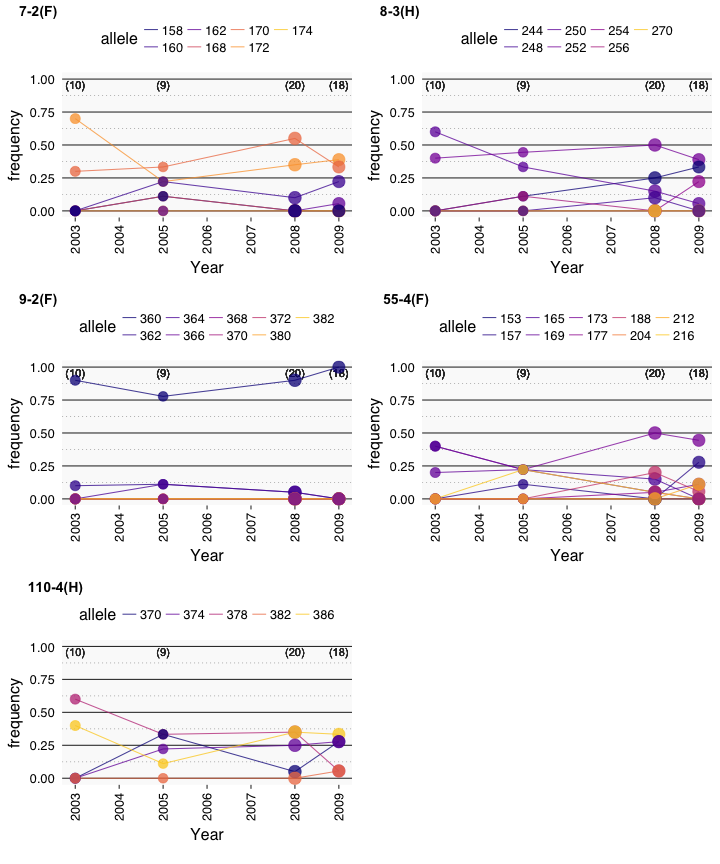 7-2(F)
allele 158 162 170 174
160 168 172
1.00
(10) (9) (20) (18)
0.75
0.50
0.25
0.00
frequency
2003 2004 2005 2006 2007 2008 2009
Year
8-3(H)
allele 244 250 254 270
248 252 256
1.00
(10) (9) (20) (18)
0.75
0.50
0.25
0.00
frequency
2003 2004 2005 2006 2007 2008 2009
Year
9-2(F)
allele 360 364 368 372 382
362 366 370 380
1.00
(10) (9) (20) (18)
0.75
0.50
0.25
0.00
frequency
2003 2004 2005 2006 2007 2008 2009
Year
55-4(F)
allele 153 165 173 188 212
157 169 177 204 216
1.00
(10) (9) (20) (18)
0.75
0.50
0.25
0.00
frequency
2003 2004 2005 2006 2007 2008 2009
Year
110-4(H)
allele 370 374 378 382 386
1.00
(10) (9) (20) (18)
0.75
0.50
0.25
0.00
frequency
2003 2004 2005 2006 2007 2008 2009
Year